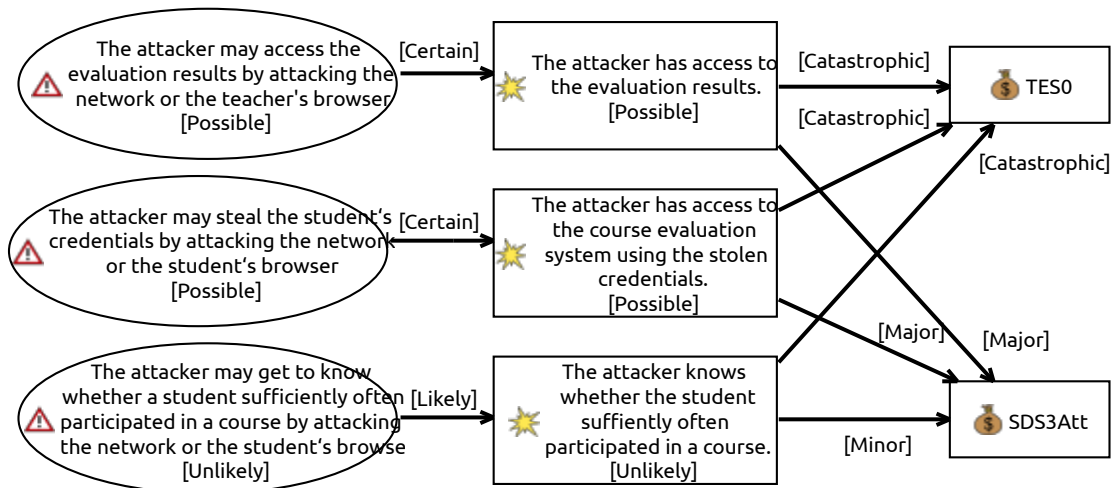 The attacker may access the
evaluation results by attacking the
network or the teacher's browser
[Possible]
[Certain]
The attacker has access to
the evaluation results.
[Possible]
[Catastrophic]
TES0
[Catastrophic]
[Catastrophic]
The attacker may steal the student‘s
credentials by attacking the network
or the student‘s browser
[Possible]
[Certain]
The attacker has access to
the course evaluation
system using the stolen
credentials.
[Possible]
[Major]
[Major]
The attacker may get to know
whether a student sufficiently often
participated in a course by attacking
the network or the student‘s browse
[Unlikely]
[Likely]
The attacker knows
whether the student
suffiently often
participated in a course.
[Unlikely]
[Minor]
SDS3Att